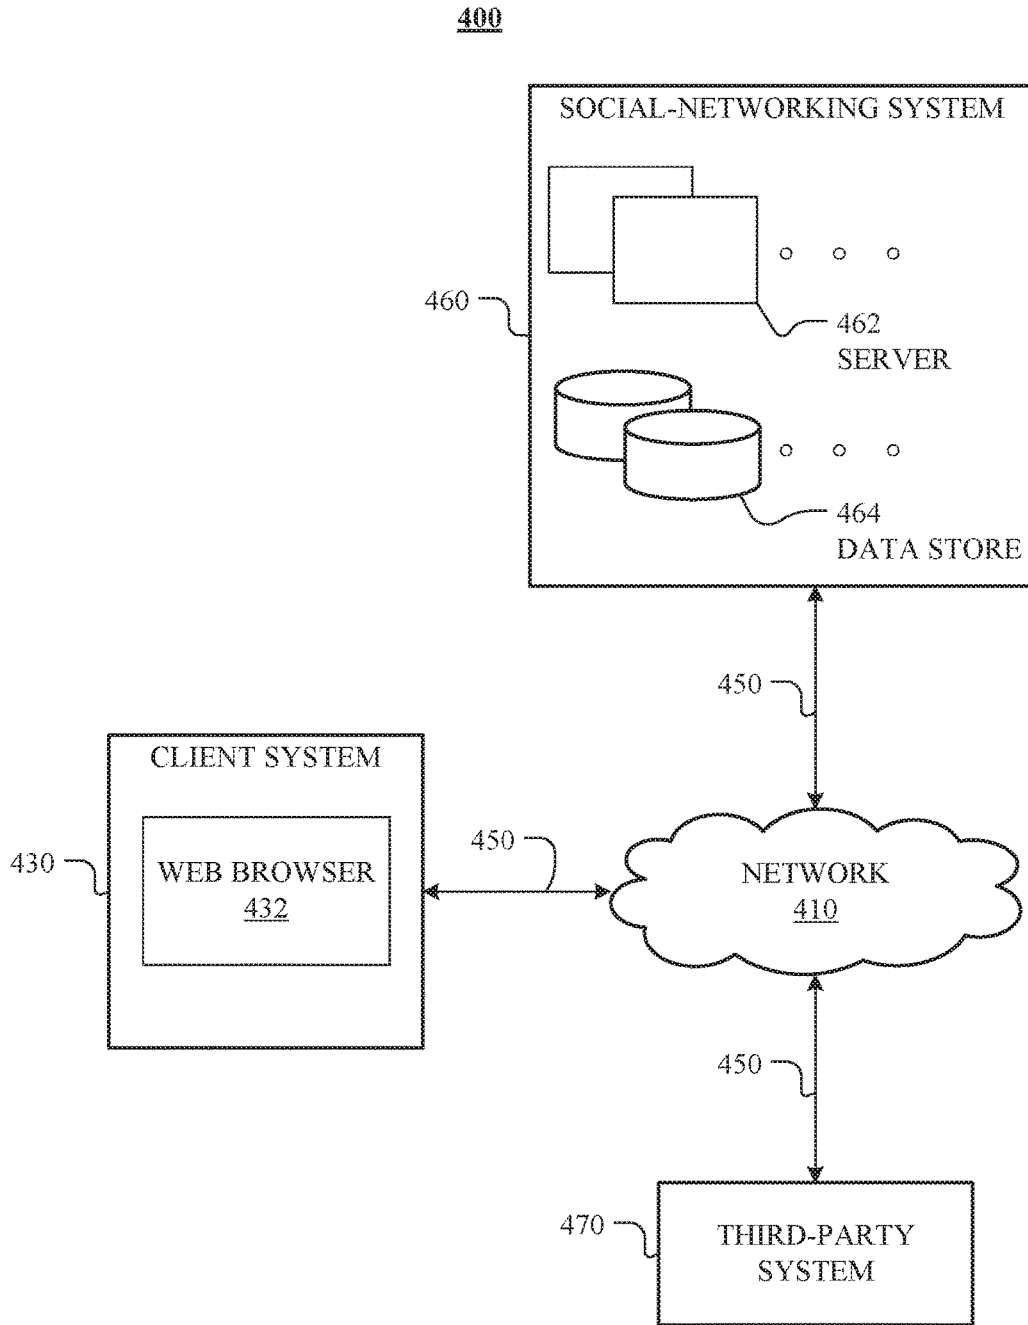 400
SOCIAL-NETWORKING SYSTEM
460
462
SERVER
464
DATA STORE
450
CLIENT SYSTEM
430
WEB BROWSER
432
450
NETWORK
410
450
470
THIRD-PARTY
SYSTEM